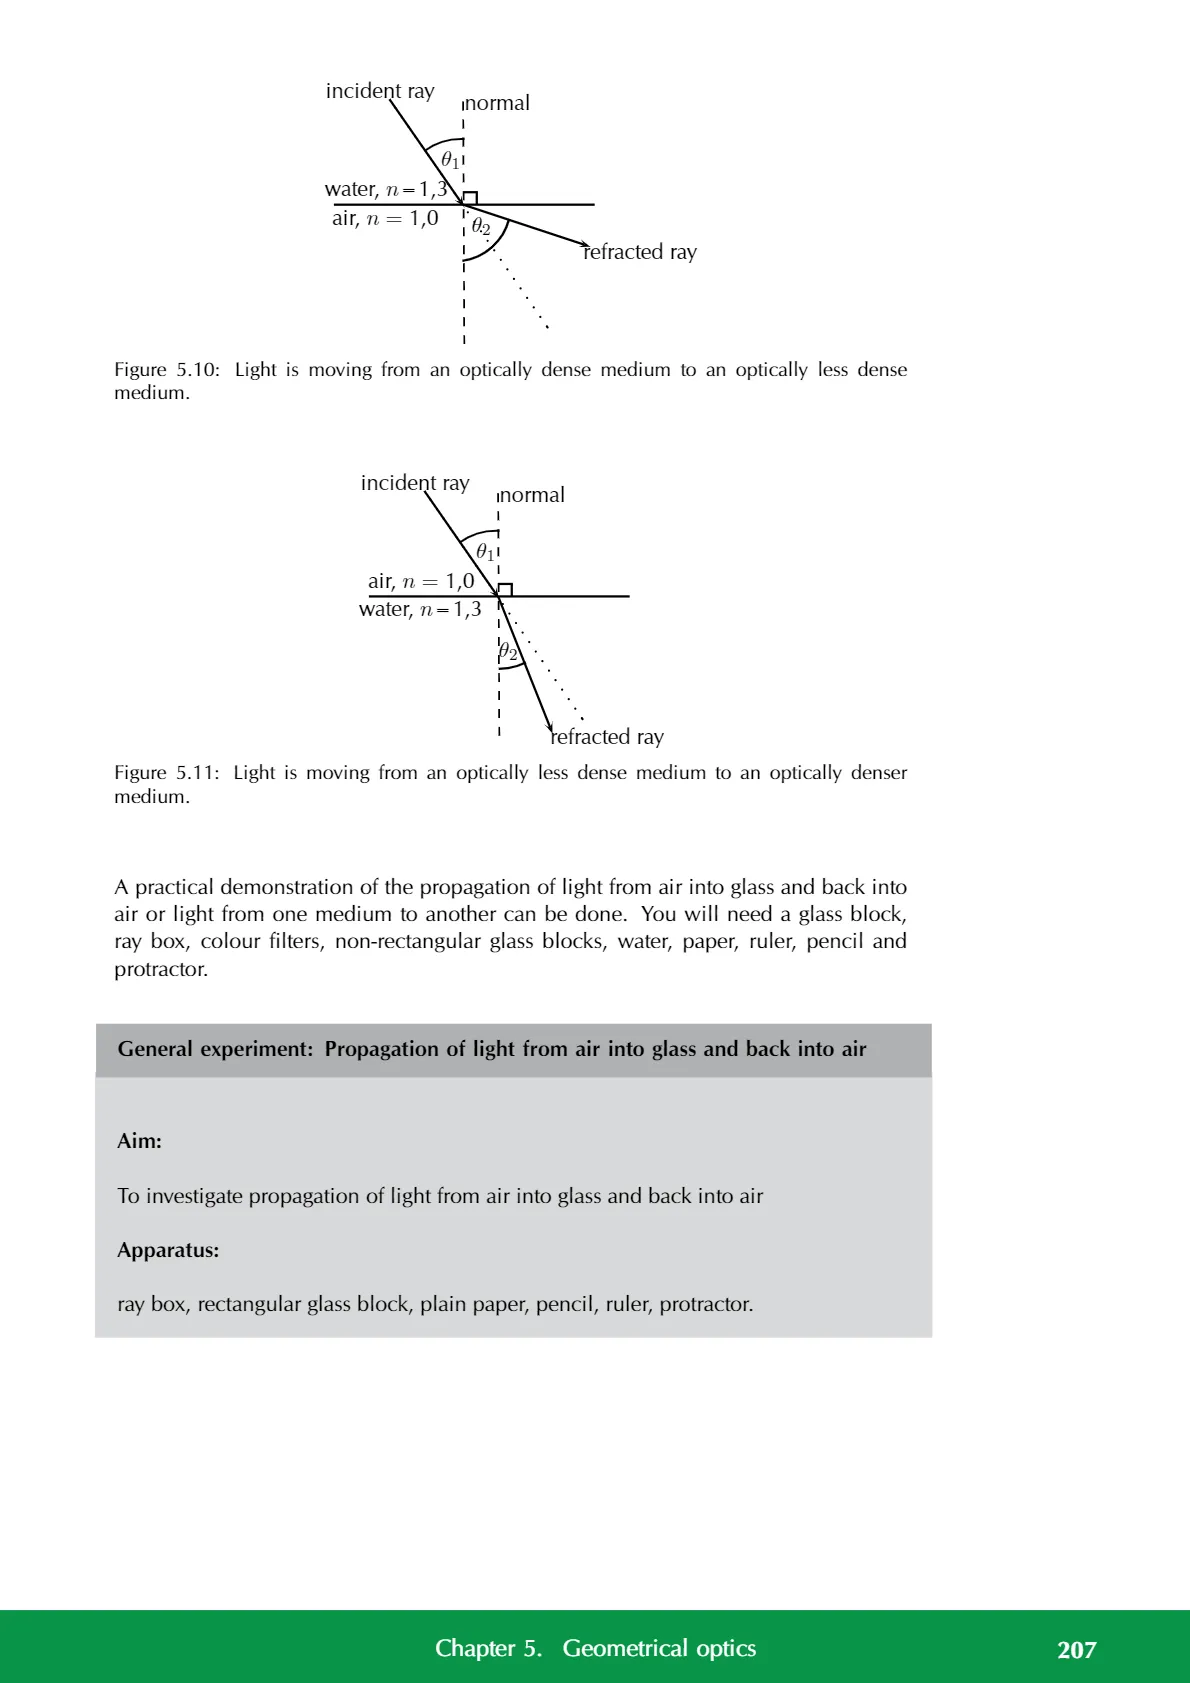 incident ray
normal
θ1
water, n = 1,3
air, n = 1,0
θ2
refracted ray
Figure 5.10: Light is moving from an optically dense medium to an optically less dense
medium.
incident ray
normal
θ1
air, n = 1,0
water, n = 1,3
θ2
refracted ray
Figure 5.11: Light is moving from an optically less dense medium to an optically denser
medium.
A practical demonstration of the propagation of light from air into glass and back into
air or light from one medium to another can be done. You will need a glass block,
ray box, colour filters, non-rectangular glass blocks, water, paper, ruler, pencil and
protractor.
General experiment: Propagation of light from air into glass and back into air
Aim:
To investigate propagation of light from air into glass and back into air
Apparatus:
ray box, rectangular glass block, plain paper, pencil, ruler, protractor.
Chapter 5. Geometrical optics 207